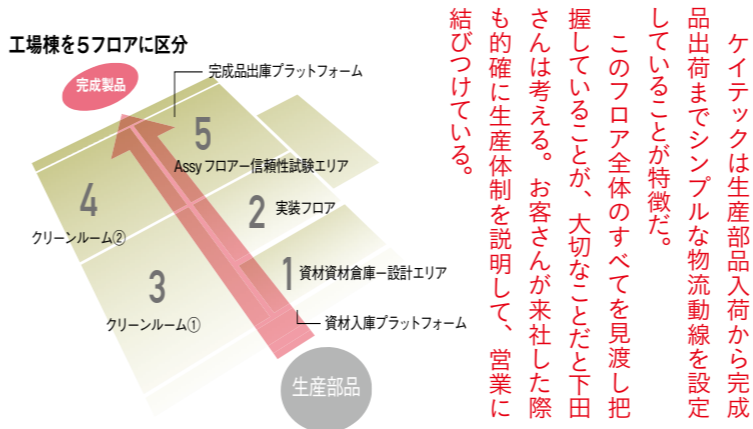 工場棟を5フロアに区分
完成製品
完成品出庫プラットフォーム
5
Assyフロアー信頼性試験エリア
4
クリーンルーム②
2
実装フロア
3
クリーンルーム①
1
資材資材倉庫ー設計エリア
資材入庫プラットフォーム
生産部品
ケイテックは生産部品入荷から完成
品出荷までシンプルな物流動線を設定
していることが特徴だ。
このフロア全体のすべてを見渡し把
握していることが、大切なことだと下田
さんは考える。お客さんが来社した際
も的確に生産体制を説明して、営業に
結びつけている。